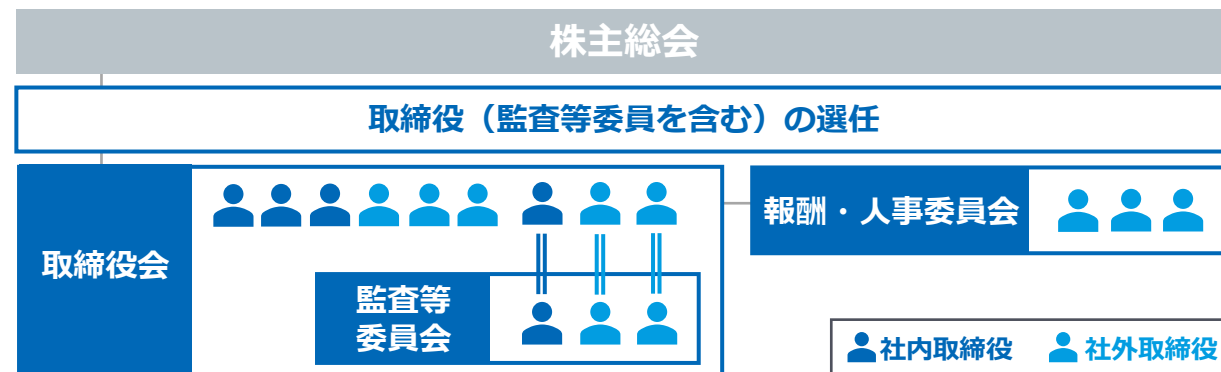 株主総会
取締役（監査等委員を含む）の選任
取締役会
報酬・人事委員会
監査等
委員会
社内取締役 社外取締役